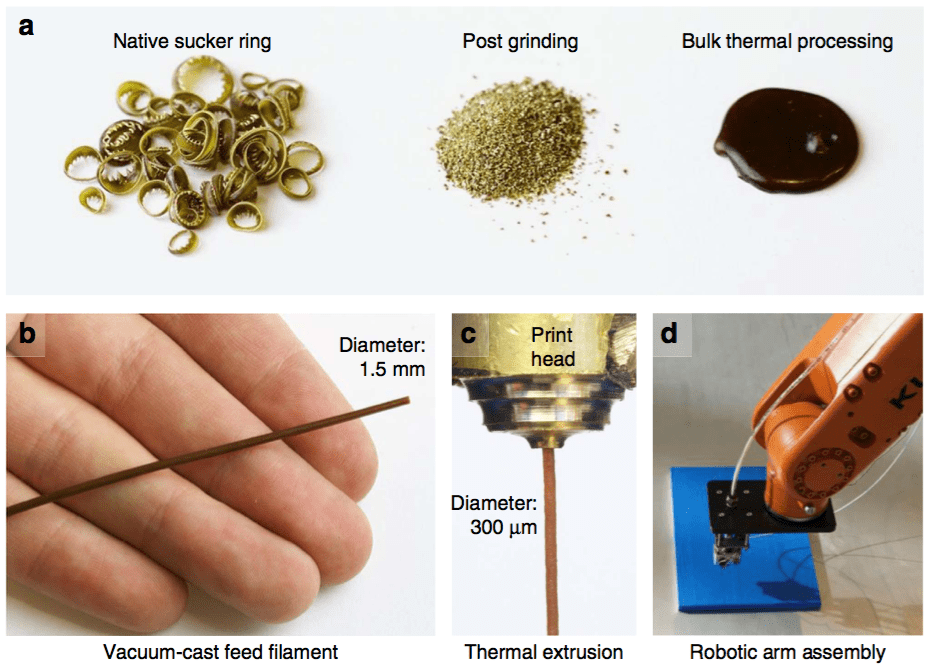 a
Native sucker ring
Post grinding
Bulk thermal processing
b
Diameter:
1.5 mm
c
Print
head
Diameter:
300 μm
d
KU
Vacuum-cast feed filament
Thermal extrusion
Robotic arm assembly